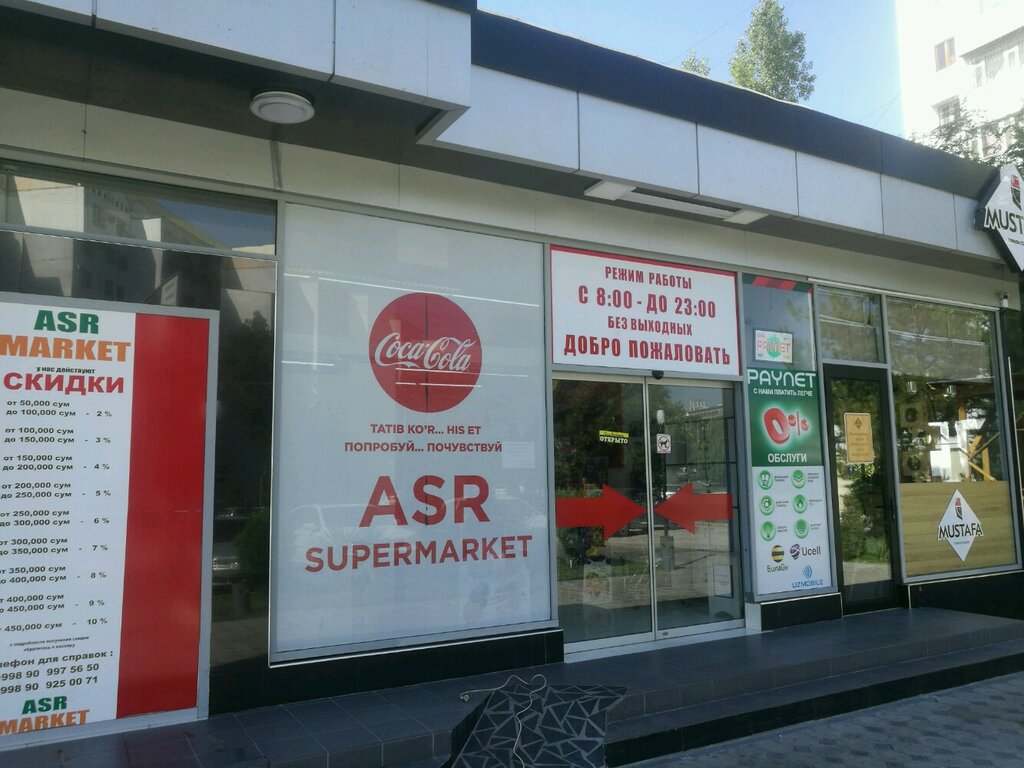 ASR
MARKET
у нас действуют
СКИДКИ
от 50,000 сум
до 100,000 сум - 2 %
от 100,000 сум
до 150,000 сум - 3 %
от 150,000 сум
до 200,000 сум - 4 %
от 200,000 сум
до 250,000 сум - 5 %
от 250,000 сум
до 300,000 сум - 6 %
от 300,000 сум
до 350,000 сум - 7 %
от 350,000 сум
до 400,000 сум - 8 %
от 400,000 сум
до 450,000 сум - 9 %
450,000 сум - 10 %
998 90 997 56 50
998 90 925 00 71
ASR
MARKET
Coca-Cola
TATIB KO'R... HIS ET
ПОПРОБУЙ... ПОЧУВСТВУЙ
ASR
SUPERMARKET
РЕЖИМ РАБОТЫ
С 8:00 - ДО 23:00
БЕЗ ВЫХОДНЫХ
ДОБРО ПОЖАЛОВАТЬ
ОТКРЫТО
PAYNET
PAYNET
С НАМИ ПЛАТИТЬ ЛЕГЧЕ
0%
ОБСЛУГИ
Билайн
Ucell
UZMOBILE
MUST
MUSTAFA